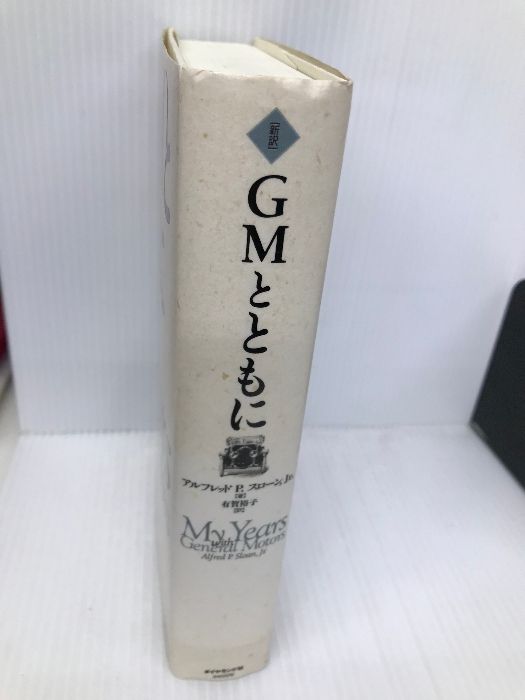 [新訳]
GMとともに
アルフレッド P. スローン, Jr.
[著]
有賀裕子
[訳]
My Years
with
General Motors
Alfred P. Sloan, Jr.
ダイヤモンド社